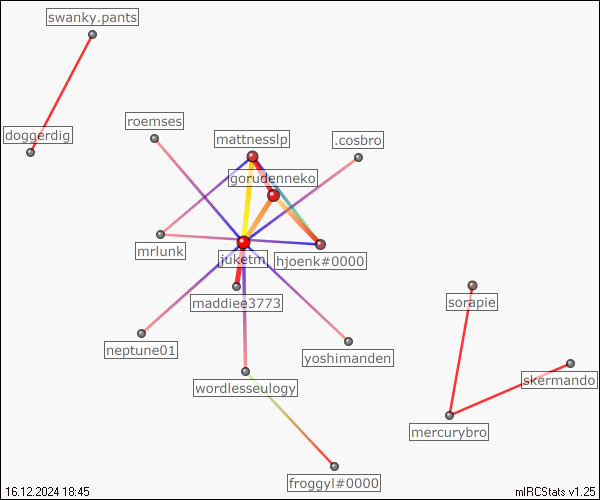 swanky.pants
doggerdig
roemses
mattnesslp
.cosbro
gorudenneko
mrlunk
juketm
hjoenk#0000
maddiee3773
sorapie
neptune01
yoshimanden
wordlesseulogy
skermando
mercurybro
froggyl#0000
16.12.2024 18:45
mIRCStats v1.25